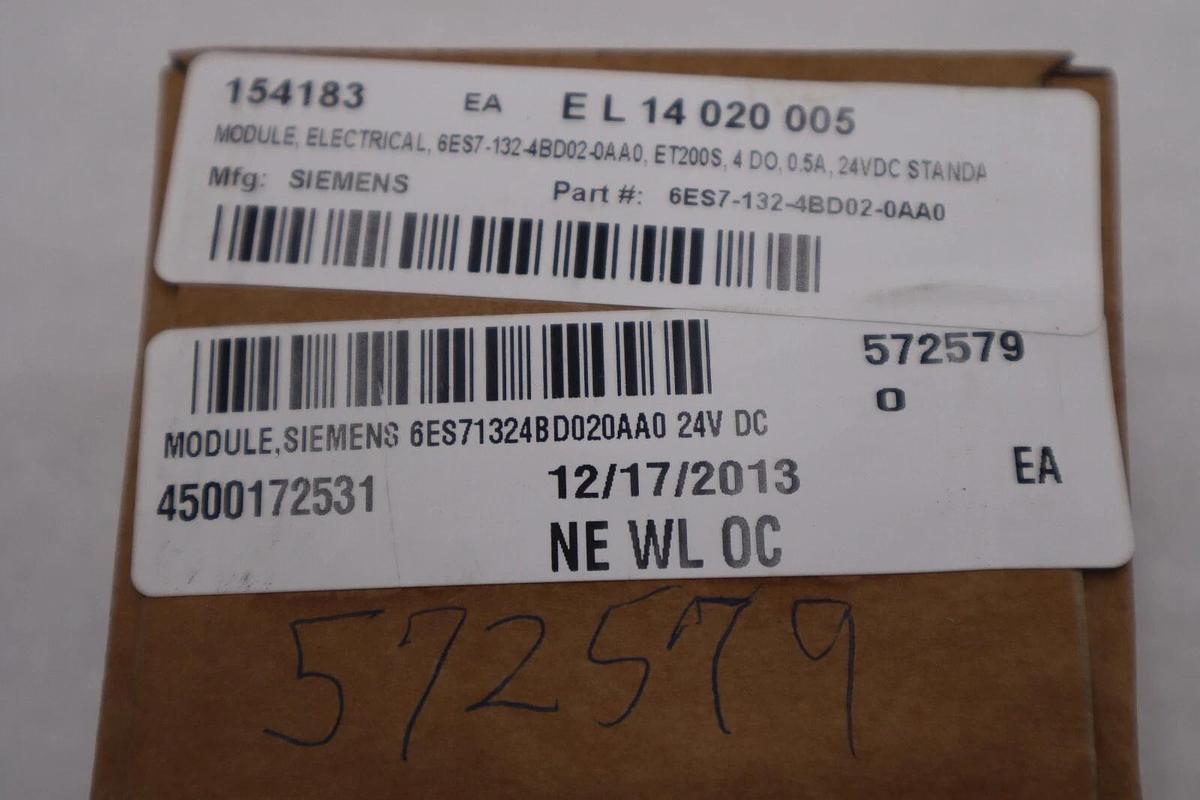 154183 EA E L 14 020 005
MODULE, ELECTRICAL, 6ES7-132-4BD02-0AA0, ET200S, 4 DO, 0.5A, 24VDC STANDA
Mfg: SIEMENS Part #: 6ES7-132-4BD02-0AA0
572579
0
MODULE,SIEMENS 6ES71324BD020AA0 24V DC
4500172531 12/17/2013 EA
NE WL OC
572579